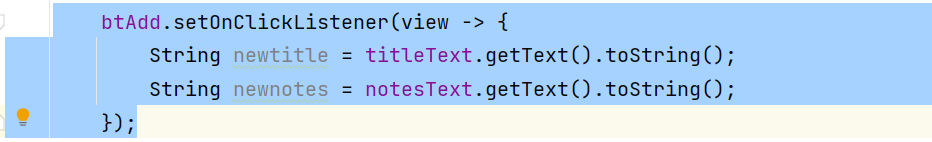 btAdd.setOnClickListener(view -> {
String newtitle = titleText.getText().toString();
String newnotes = notesText.getText().toString();
});